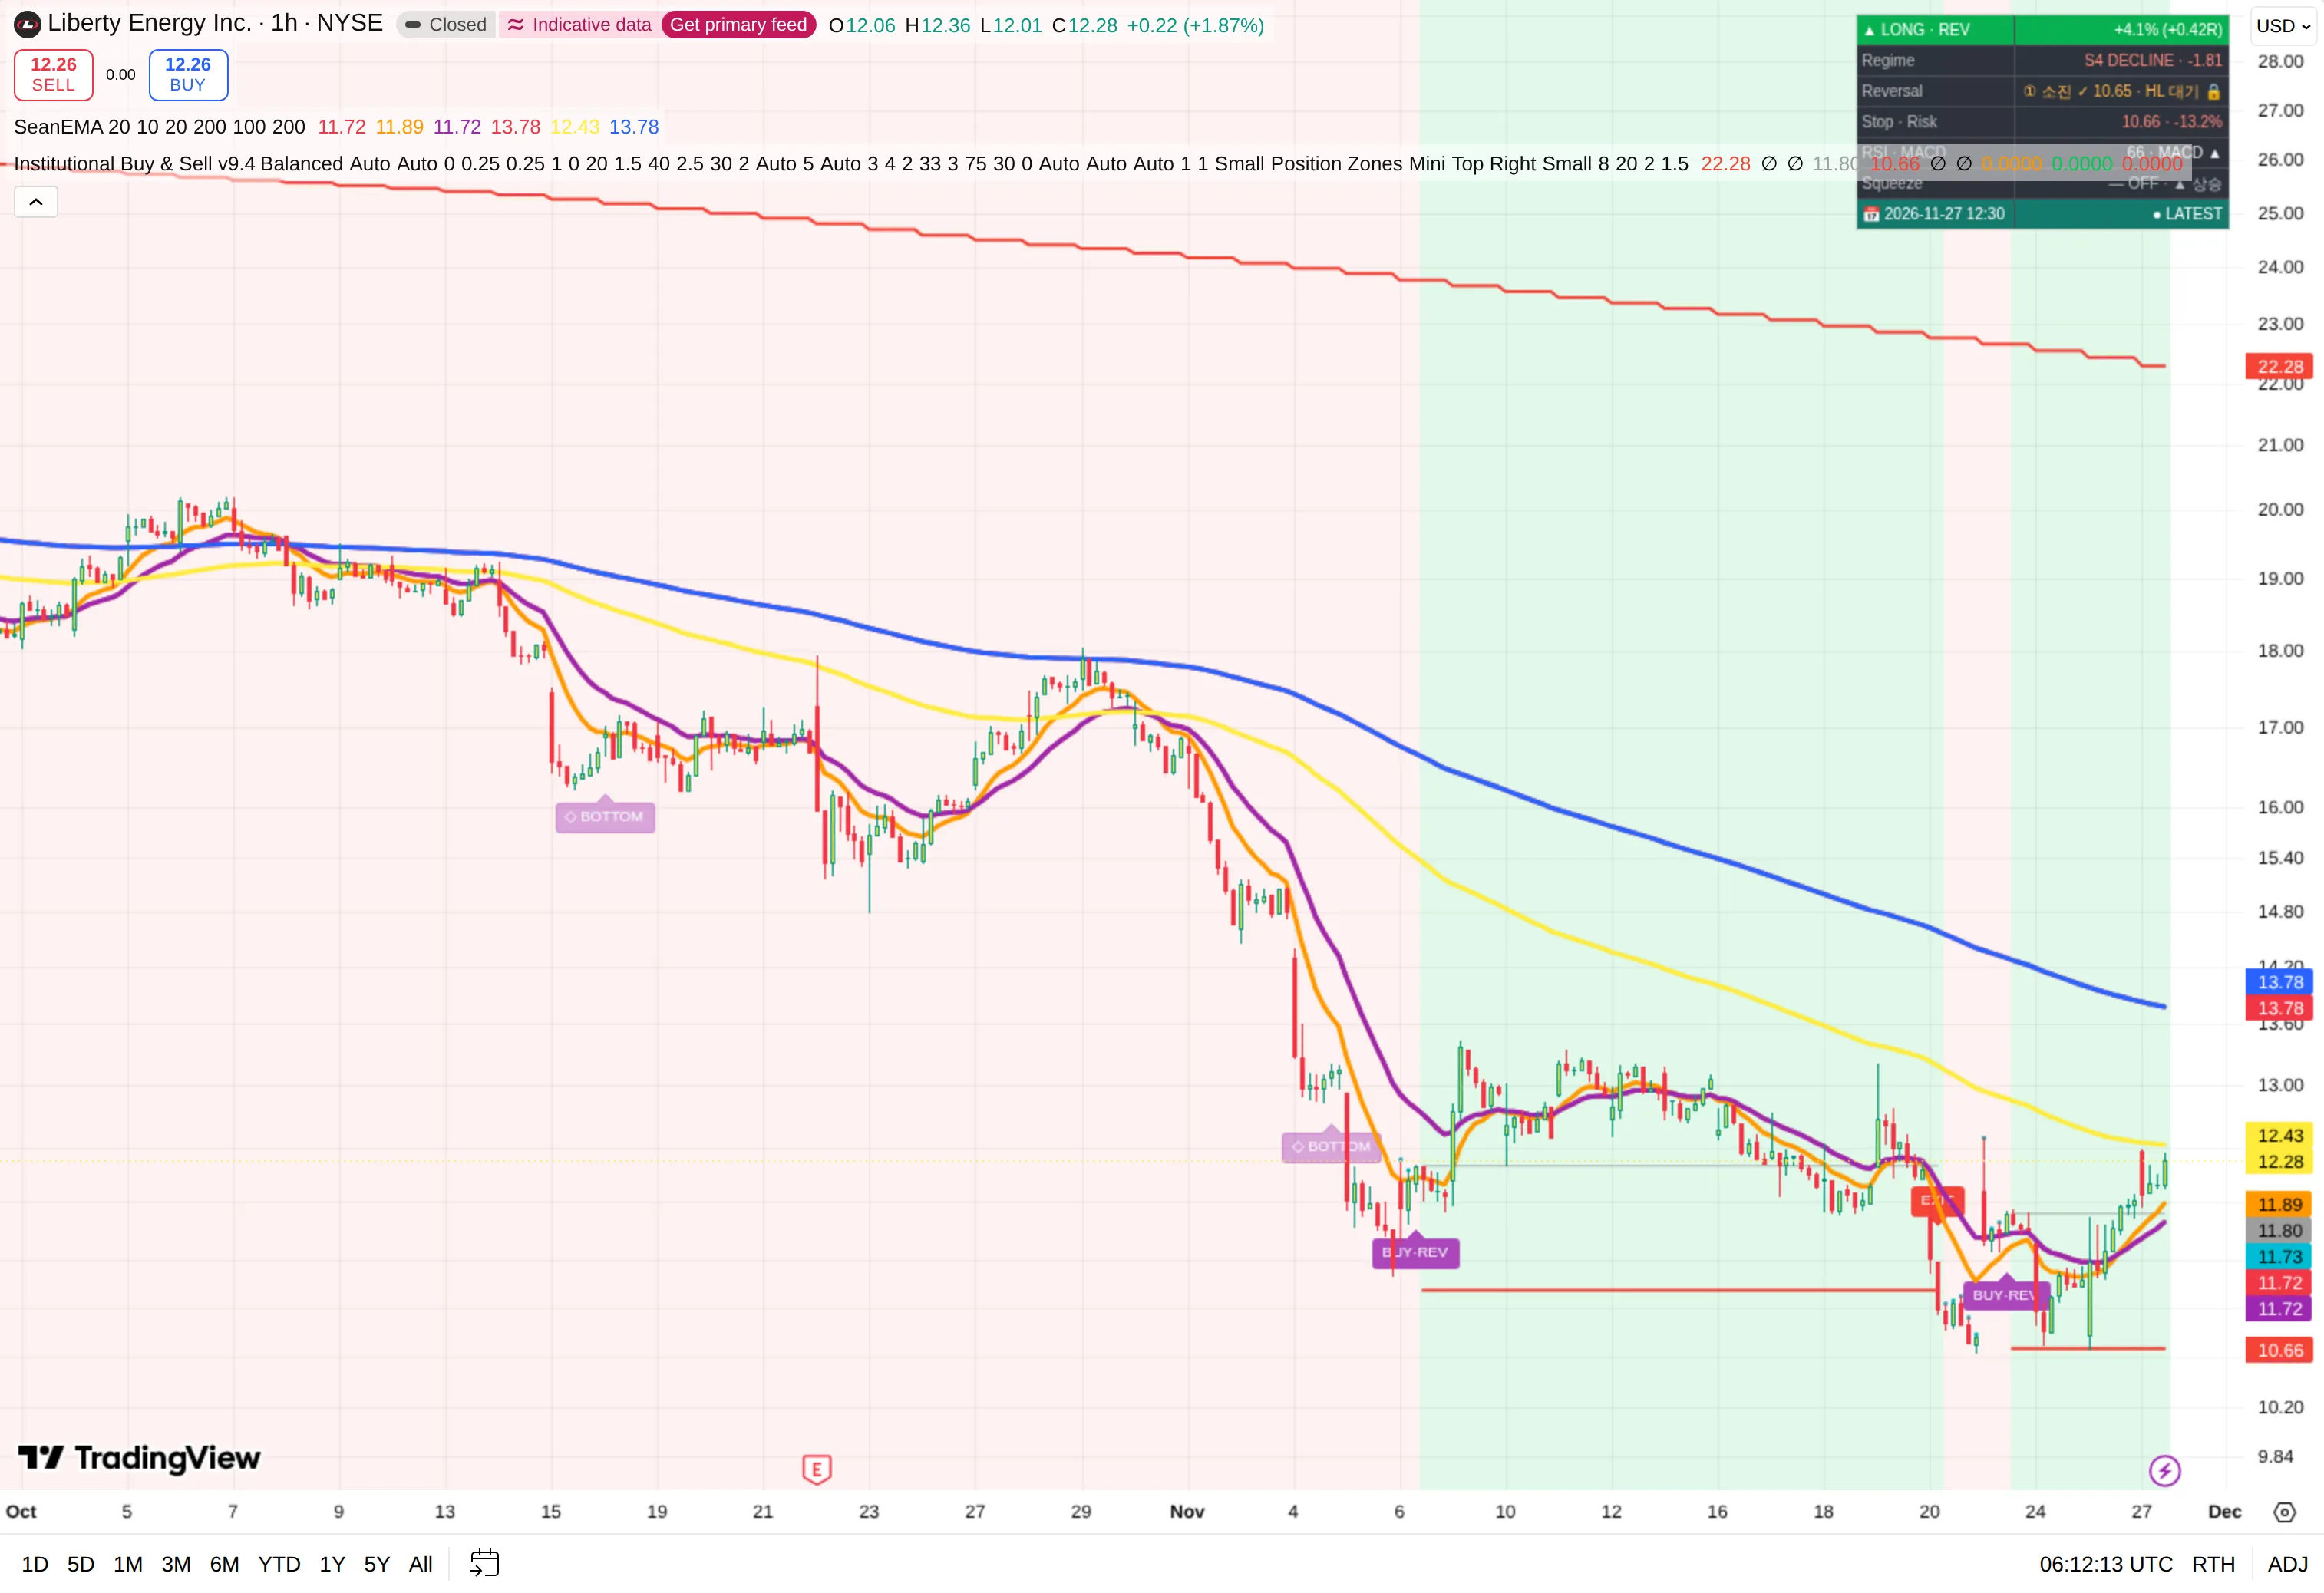 Liberty Energy Inc. · 1h · NYSE Closed Indicative data Get primary feed O12.06 H12.36 L12.01 C12.28 +0.22 (+1.87%)
12.26 SELL 0.00 12.26 BUY
SeanEMA 20 10 20 200 100 200 11.72 11.89 11.72 13.78 12.43 13.78
Institutional Buy & Sell v9.4 Balanced Auto Auto 0 0.25 0.25 1 0 20 1.5 40 2.5 30 2 Auto 5 Auto 3 4 2 33 3 75 30 0 Auto Auto Auto 1 1 Small Position Zones Mini Top Right Small 8 20 2 1.5 22.28 ∅ ∅ 11.80 10.66 ∅ ∅ 0.0000 0.0000 0.0000
▲ LONG · REV +4.1% (+0.42R)
Regime S4 DECLINE · -1.81
Reversal ① 소진 ✓ 10.65 · HL 대기 🔒
Stop · Risk 10.66 · -13.2%
RSI · MACD 66 · MACD ▲
Squeeze — OFF · ▲ 상승
📅 2026-11-27 12:30 ● LATEST
USD
28.00
27.00
26.00
25.00
24.00
23.00
22.28
22.00
21.00
20.00
19.00
18.00
17.00
16.00
15.40
14.80
14.20
13.78
13.78
13.60
13.00
12.43
12.28
11.89
11.80
11.73
11.72
11.72
10.66
10.20
9.84
◇ BOTTOM
◇ BOTTOM
BUY·REV
EXIT
BUY·REV
TradingView
E
Oct 5 7 9 13 15 19 21 23 27 29 Nov 4 6 10 12 16 18 20 24 27 Dec
1D 5D 1M 3M 6M YTD 1Y 5Y All
06:12:13 UTC RTH ADJ